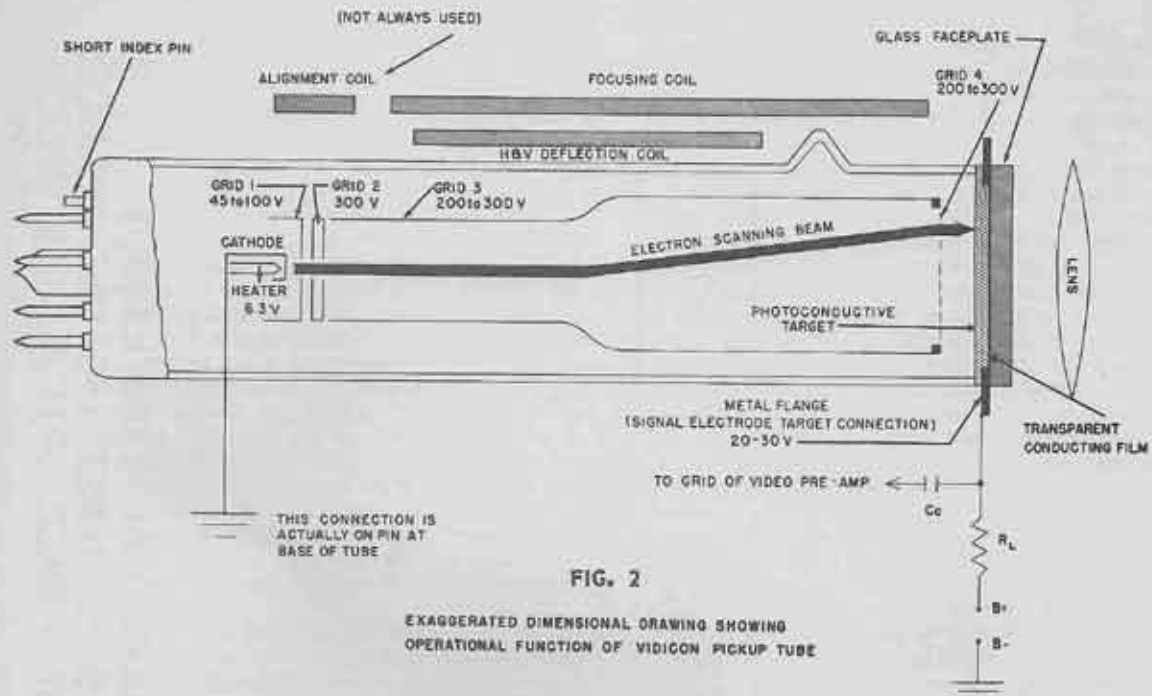 (NOT ALWAYS USED)
SHORT INDEX PIN
GLASS FACEPLATE
ALIGNMENT COIL
FOCUSING COIL
GRID 4
200 to 300 V
H&V DEFLECTION COIL
GRID 1
45 to 100 V
GRID 2
300 V
GRID 3
200 to 300 V
CATHODE
HEATER
6.3 V
ELECTRON SCANNING BEAM
LENS
PHOTOCONDUCTIVE
TARGET
METAL FLANGE
(SIGNAL ELECTRODE TARGET CONNECTION)
20-30 V
TRANSPARENT
CONDUCTING FILM
TO GRID OF VIDEO PRE-AMP
Cc
THIS CONNECTION IS
ACTUALLY ON PIN AT
BASE OF TUBE
RL
B+
B-
FIG. 2
EXAGGERATED DIMENSIONAL DRAWING SHOWING
OPERATIONAL FUNCTION OF VIDICON PICKUP TUBE